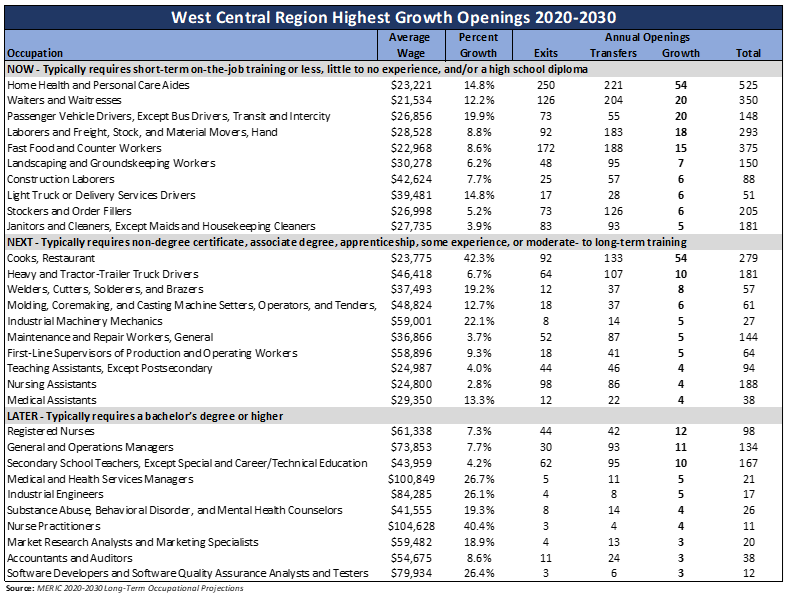 West Central Region Highest Growth Openings 2020-2030
Average Percent Annual Openings
Occupation Wage Growth Exits Transfers Growth Total
NOW - Typically requires short-term on-the-job training or less, little to no experience, and/or a high school diploma
Home Health and Personal Care Aides $23,221 14.8% 250 221 54 525
Waiters and Waitresses $21,534 12.2% 126 204 20 350
Passenger Vehicle Drivers, Except Bus Drivers, Transit and Intercity $26,856 19.9% 73 55 20 148
Laborers and Freight, Stock, and Material Movers, Hand $28,528 8.8% 92 183 18 293
Fast Food and Counter Workers $22,968 8.6% 172 188 15 375
Landscaping and Groundskeeping Workers $30,278 6.2% 48 95 7 150
Construction Laborers $42,624 7.7% 25 57 6 88
Light Truck or Delivery Services Drivers $39,481 14.8% 17 28 6 51
Stockers and Order Fillers $26,998 5.2% 73 126 6 205
Janitors and Cleaners, Except Maids and Housekeeping Cleaners $27,735 3.9% 83 93 5 181
NEXT - Typically requires non-degree certificate, associate degree, apprenticeship, some experience, or moderate- to long-term training
Cooks, Restaurant $23,775 42.3% 92 133 54 279
Heavy and Tractor-Trailer Truck Drivers $46,418 6.7% 64 107 10 181
Welders, Cutters, Solderers, and Brazers $37,493 19.2% 12 37 8 57
Molding, Coremaking, and Casting Machine Setters, Operators, and Tenders, $48,824 12.7% 18 37 6 61
Industrial Machinery Mechanics $59,001 22.1% 8 14 5 27
Maintenance and Repair Workers, General $36,866 3.7% 52 87 5 144
First-Line Supervisors of Production and Operating Workers $58,896 9.3% 18 41 5 64
Teaching Assistants, Except Postsecondary $24,987 4.0% 44 46 4 94
Nursing Assistants $24,800 2.8% 98 86 4 188
Medical Assistants $29,350 13.3% 12 22 4 38
LATER - Typically requires a bachelor's degree or higher
Registered Nurses $61,338 7.3% 44 42 12 98
General and Operations Managers $73,853 7.7% 30 93 11 134
Secondary School Teachers, Except Special and Career/Technical Education $43,959 4.2% 62 95 10 167
Medical and Health Services Managers $100,849 26.7% 5 11 5 21
Industrial Engineers $84,285 26.1% 4 8 5 17
Substance Abuse, Behavioral Disorder, and Mental Health Counselors $41,555 19.3% 8 14 4 26
Nurse Practitioners $104,628 40.4% 3 4 4 11
Market Research Analysts and Marketing Specialists $59,482 18.9% 4 13 3 20
Accountants and Auditors $54,675 8.6% 11 24 3 38
Software Developers and Software Quality Assurance Analysts and Testers $79,934 26.4% 3 6 3 12
Source: MERIC 2020-2030 Long-Term Occupational Projections